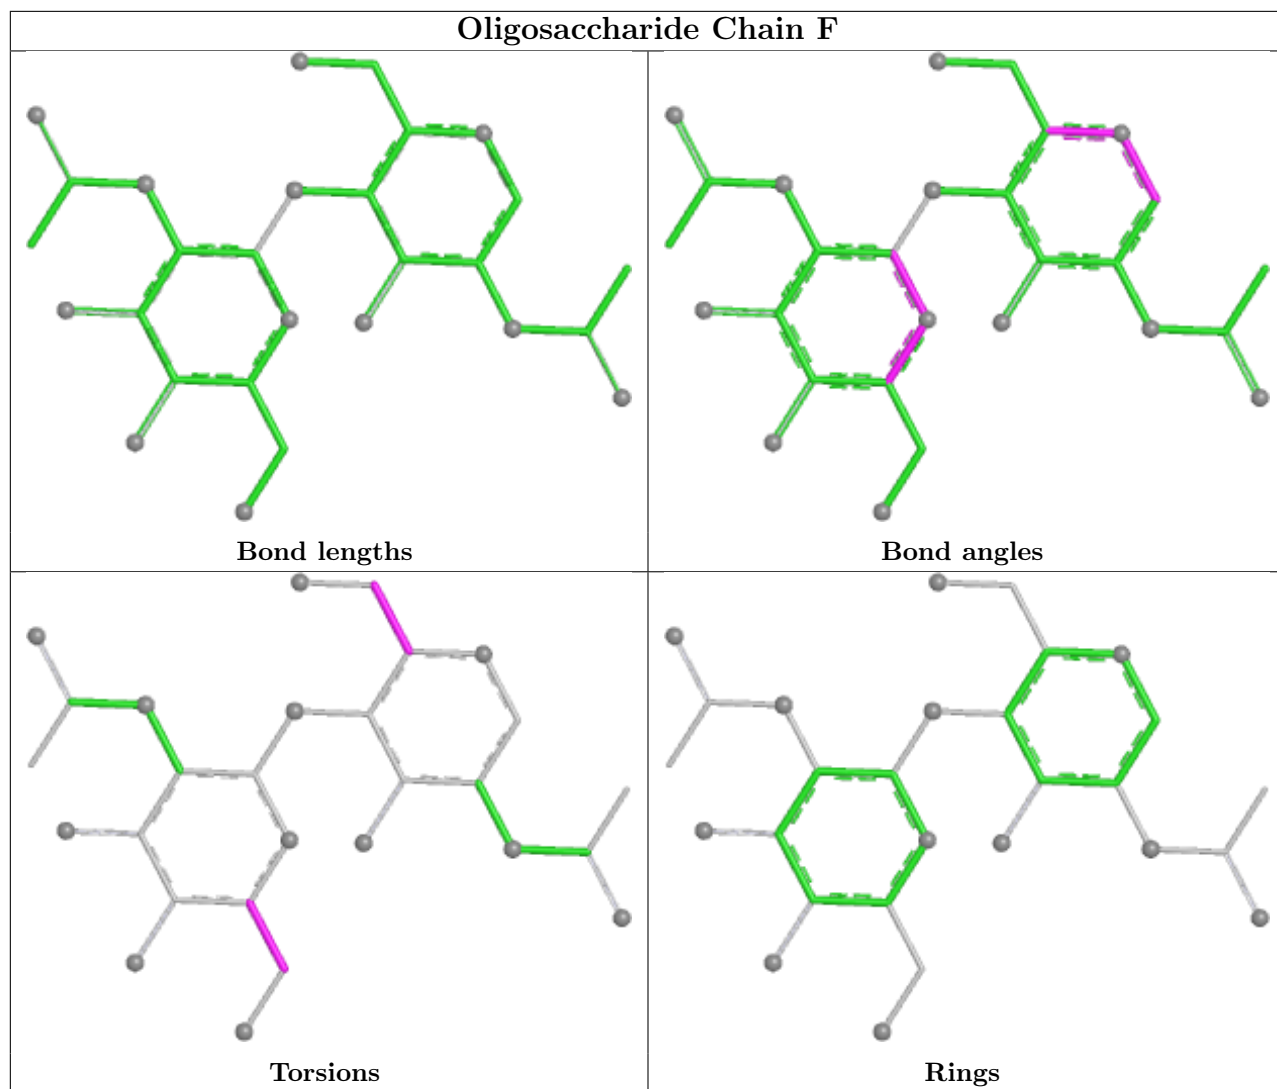 Oligosaccharide Chain F
Bond lengths
Bond angles
Torsions
Rings